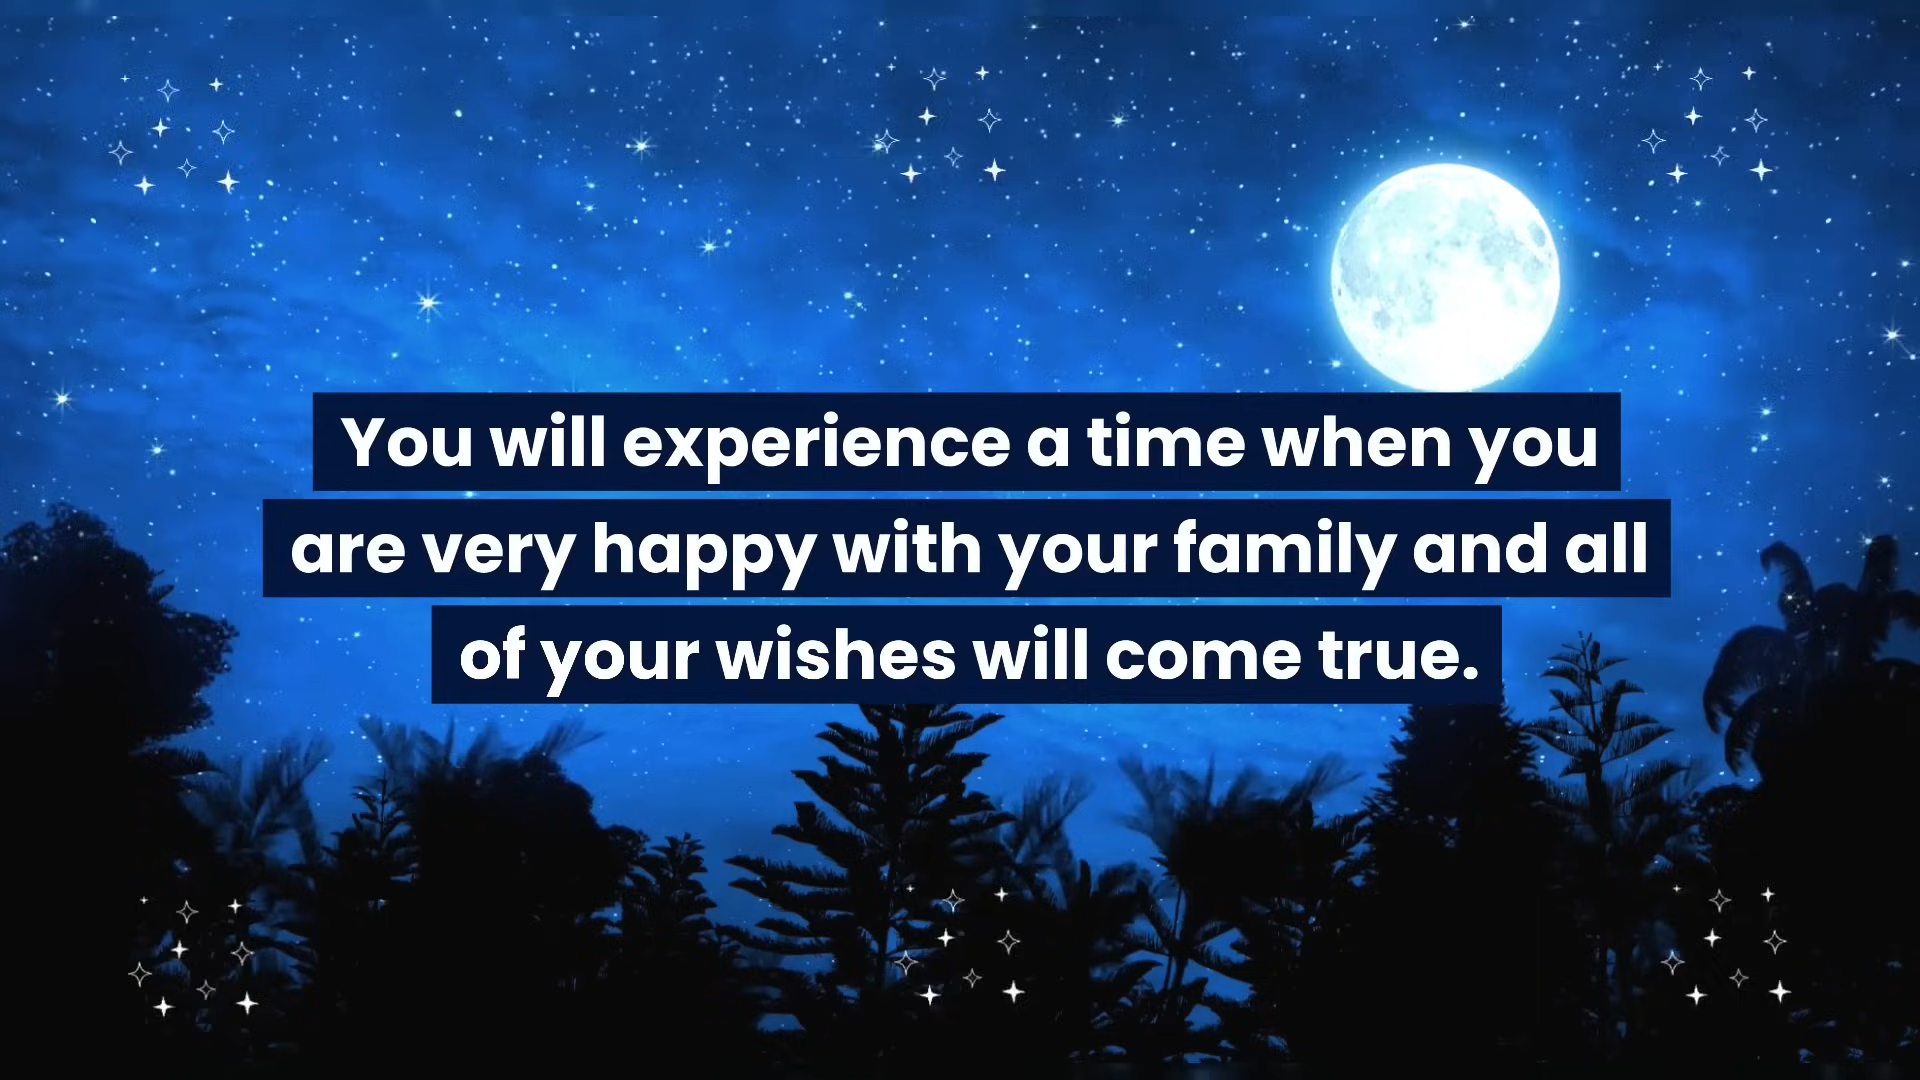 You will experience a time when you
are very happy with your family and all
of your wishes will come true.